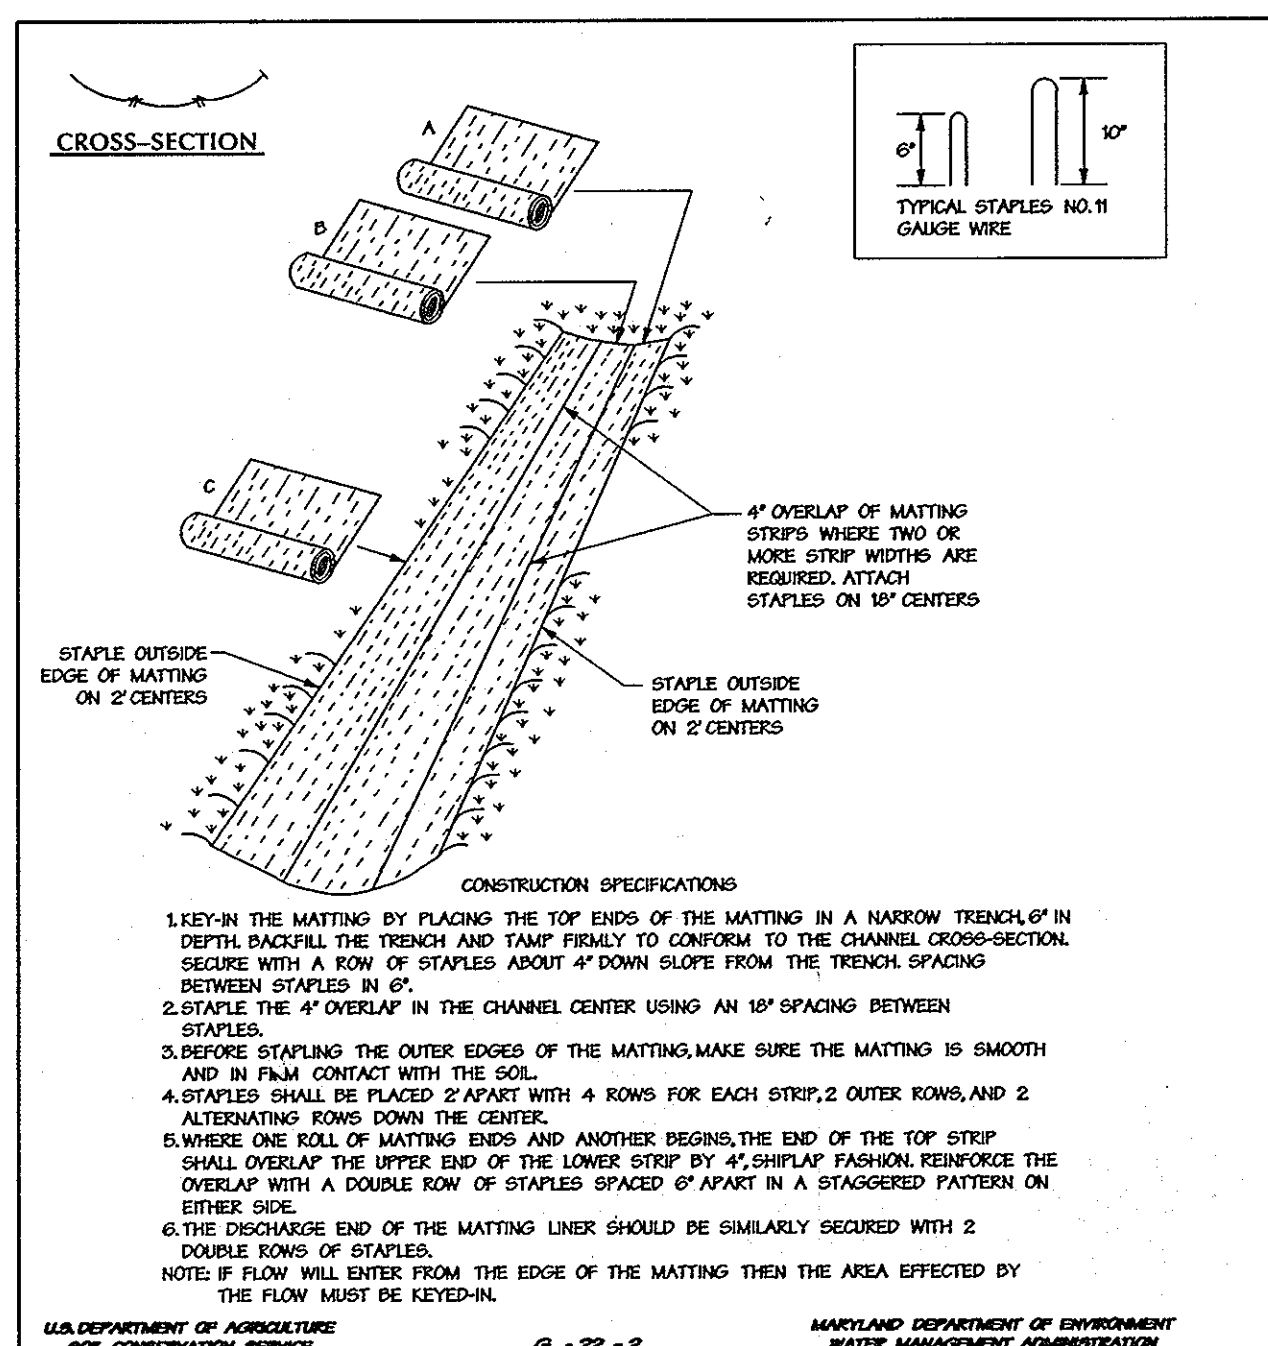 CROSS-SECTION
A
B
C
6"
10"
TYPICAL STAPLES NO. 11
GAUGE WIRE
4" OVERLAP OF MATTING
STRIPS WHERE TWO OR
MORE STRIP WIDTHS ARE
REQUIRED. ATTACH
STAPLES ON 18" CENTERS
STAPLE OUTSIDE
EDGE OF MATTING
ON 2' CENTERS
STAPLE OUTSIDE
EDGE OF MATTING
ON 2' CENTERS
CONSTRUCTION SPECIFICATIONS
1. KEY-IN THE MATTING BY PLACING THE TOP ENDS OF THE MATTING IN A NARROW TRENCH, 6" IN
DEPTH. BACKFILL THE TRENCH AND TAMP FIRMLY TO CONFORM TO THE CHANNEL CROSS-SECTION.
SECURE WITH A ROW OF STAPLES ABOUT 4" DOWN SLOPE FROM THE TRENCH. SPACING
BETWEEN STAPLES IN 6".
2. STAPLE THE 4" OVERLAP IN THE CHANNEL CENTER USING AN 18" SPACING BETWEEN
STAPLES.
3. BEFORE STAPLING THE OUTER EDGES OF THE MATTING, MAKE SURE THE MATTING IS SMOOTH
AND IN FIRM CONTACT WITH THE SOIL.
4. STAPLES SHALL BE PLACED 2' APART WITH 4 ROWS FOR EACH STRIP, 2 OUTER ROWS, AND 2
ALTERNATING ROWS DOWN THE CENTER.
5. WHERE ONE ROLL OF MATTING ENDS AND ANOTHER BEGINS, THE END OF THE TOP STRIP
SHALL OVERLAP THE UPPER END OF THE LOWER STRIP BY 4", SHIPLAP FASHION. REINFORCE THE
OVERLAP WITH A DOUBLE ROW OF STAPLES SPACED 6" APART IN A STAGGERED PATTERN ON
EITHER SIDE.
6. THE DISCHARGE END OF THE MATTING LINER SHOULD BE SIMILARLY SECURED WITH 2
DOUBLE ROWS OF STAPLES.
NOTE: IF FLOW WILL ENTER FROM THE EDGE OF THE MATTING THEN THE AREA EFFECTED BY
THE FLOW MUST BE KEYED-IN.
U.S. DEPARTMENT OF AGRICULTURE
SOIL CONSERVATION SERVICE
G - 22 - 2
MARYLAND DEPARTMENT OF ENVIRONMENT
WATER MANAGEMENT ADMINISTRATION